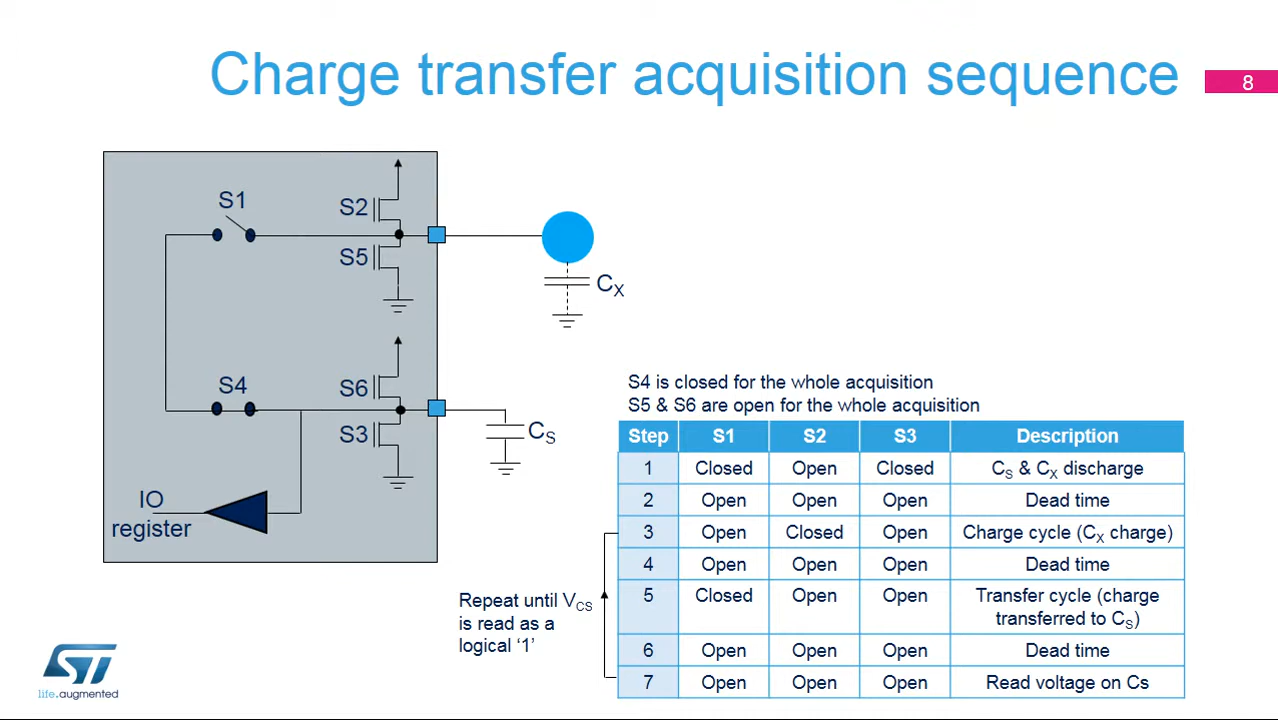 Charge transfer acquisition sequence
8
S1
S2
S5
CX
S4
S6
S3
CS
IO
register
S4 is closed for the whole acquisition
S5 & S6 are open for the whole acquisition
Step S1 S2 S3 Description
1 Closed Open Closed CS & CX discharge
2 Open Open Open Dead time
3 Open Closed Open Charge cycle (CX charge)
4 Open Open Open Dead time
5 Closed Open Open Transfer cycle (charge
transferred to CS)
6 Open Open Open Dead time
7 Open Open Open Read voltage on Cs
Repeat until VCS
is read as a
logical ‘1’
ST
life.augmented